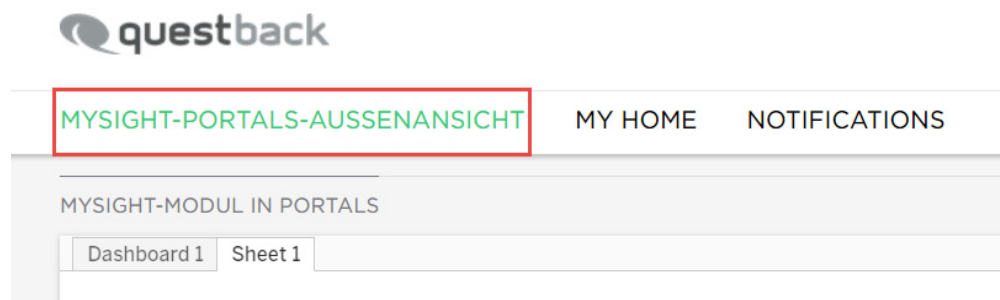 questback
MYSIGHT-PORTALS-AUSSENANSICHT MY HOME NOTIFICATIONS
MYSIGHT-MODUL IN PORTALS
Dashboard 1 Sheet 1